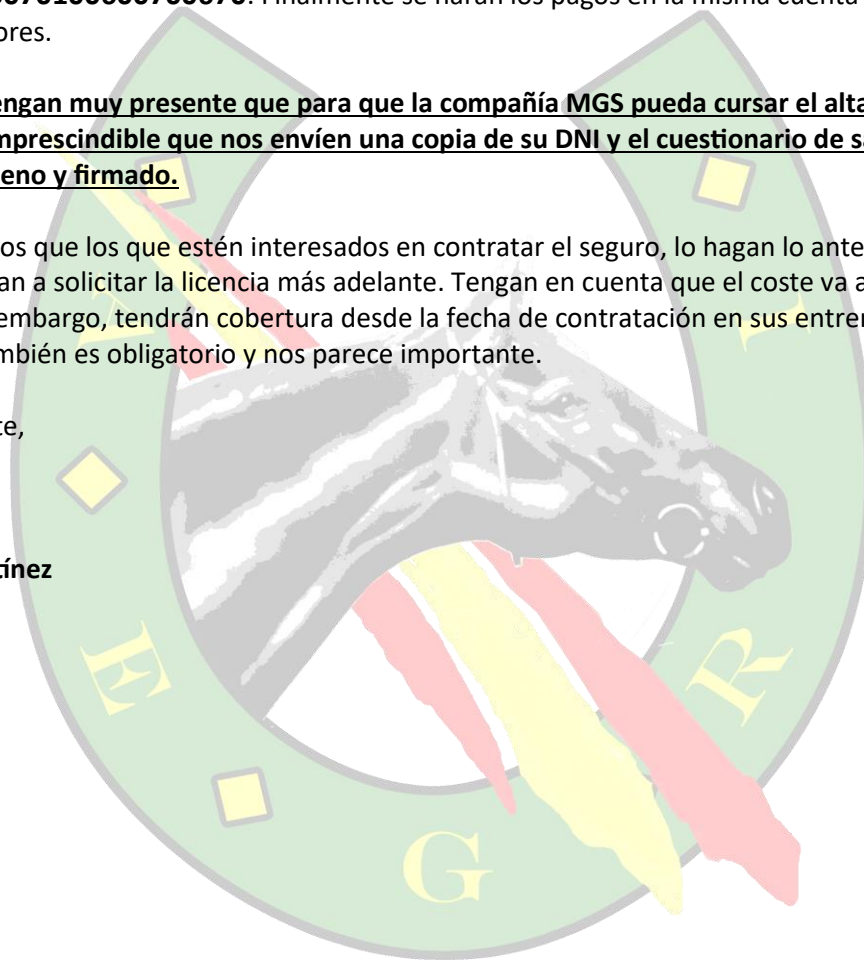 Finalmente se harán los pagos en la misma cuenta
ores.
engan muy presente que para que la compañía MGS pueda cursar el alta
mprescindible que nos envíen una copia de su DNI y el cuestionario de sa
eno y firmado.
os que los que estén interesados en contratar el seguro, lo hagan lo ante
an a solicitar la licencia más adelante. Tengan en cuenta que el coste va a
embargo, tendrán cobertura desde la fecha de contratación en sus entre
mbién es obligatorio y nos parece importante.
te,
tínez
E
G
R
I